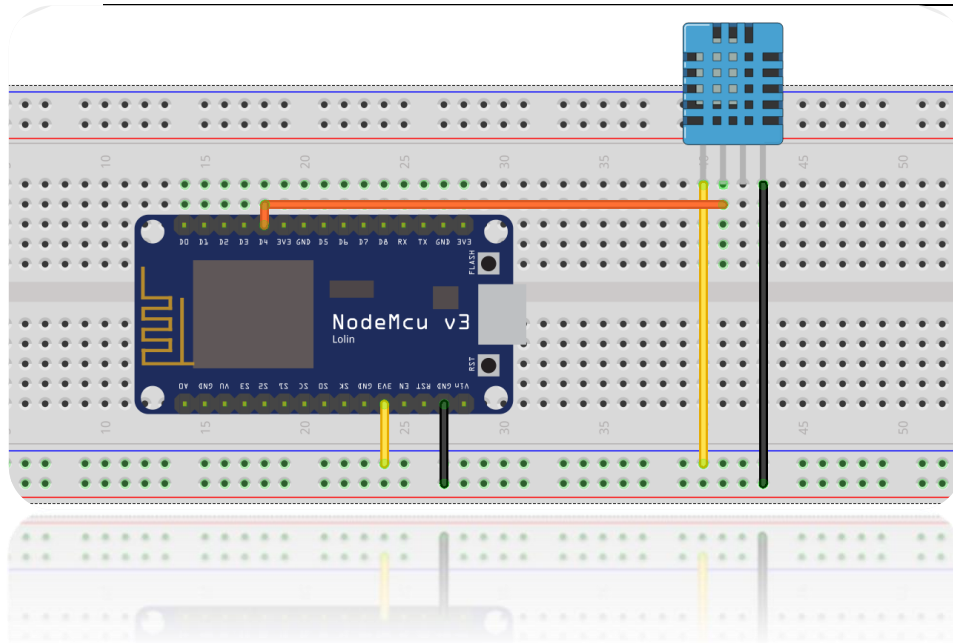 10 15 20 25 30 35 40 45 50
D0 D1 D2 D3 D4 3V3 GND D5 D6 D7 D8 RX TX GND 3V3
FLASH
NodeMcu v3
Lolin
RST
A0 GND VU S3 S2 S1 SC S0 SK GND 3V3 EN RST GND Vin
10 15 20 25 30 35 45 50